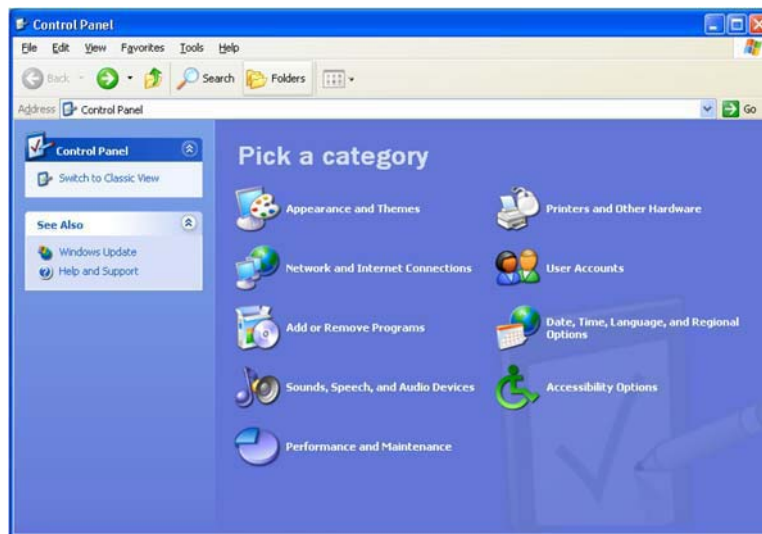 Control Panel
File Edit View Favorites Tools Help
Back Search Folders
Address Control Panel Go
Control Panel
Switch to Classic View
See Also
Windows Update
Help and Support
Pick a category
Appearance and Themes
Printers and Other Hardware
Network and Internet Connections
User Accounts
Add or Remove Programs
Date, Time, Language, and Regional
Options
Sounds, Speech, and Audio Devices
Accessibility Options
Performance and Maintenance